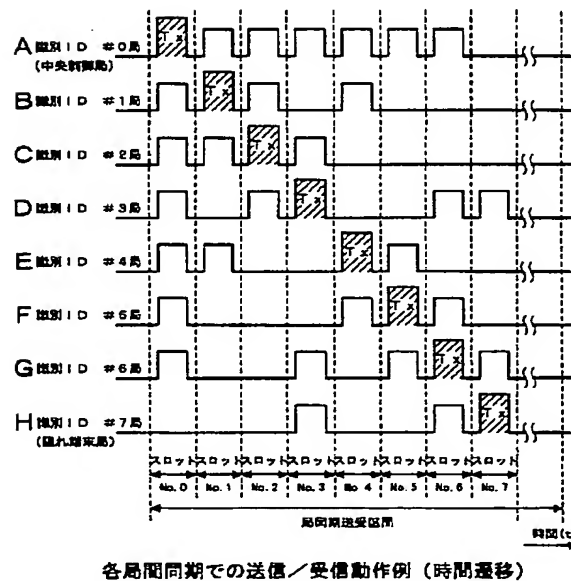 A 識別ID #0局 Tx
(中央制御局)
B 識別ID #1局 Tx
C 識別ID #2局 Tx
D 識別ID #3局 Tx
E 識別ID #4局 Tx
F 識別ID #6局 Tx
G 識別ID #6局 Tx
H 識別ID #7局 Tx
(隠れ端末局)
スロット スロット スロット スロット スロット スロット スロット スロット
No.0 No.1 No.2 No.3 No.4 No.5 No.6 No.7
局同期送受区間
時間(t
各局間同期での送信/受信動作例(時間遷移)